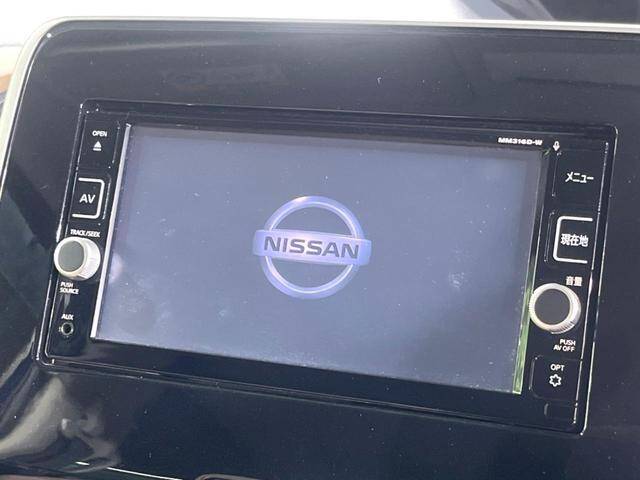 OPEN
AV
TRACK/SEEK
PUSH
SOURCE
AUX
NISSAN
MM316D-W
メニュー
現在地
音量
PUSH
AV OFF
OPT